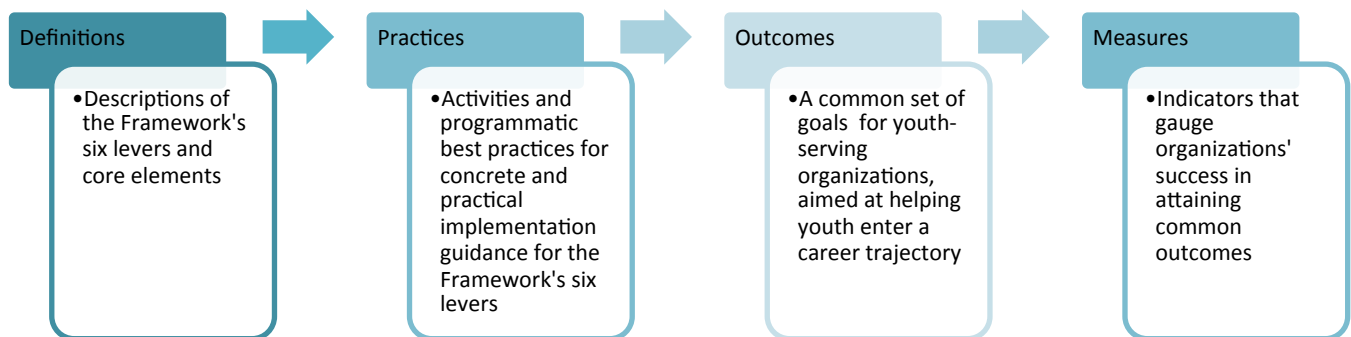 Definitions
•Descriptions of
the Framework's
six levers and
core elements
Practices
•Activities and
programmatic
best practices for
concrete and
practical
implementation
guidance for the
Framework's six
levers
Outcomes
•A common set of
goals  for youth-
serving
organizations,
aimed at helping
youth enter a
career trajectory
Measures
•Indicators that
gauge
organizations'
success in
attaining
common
outcomes